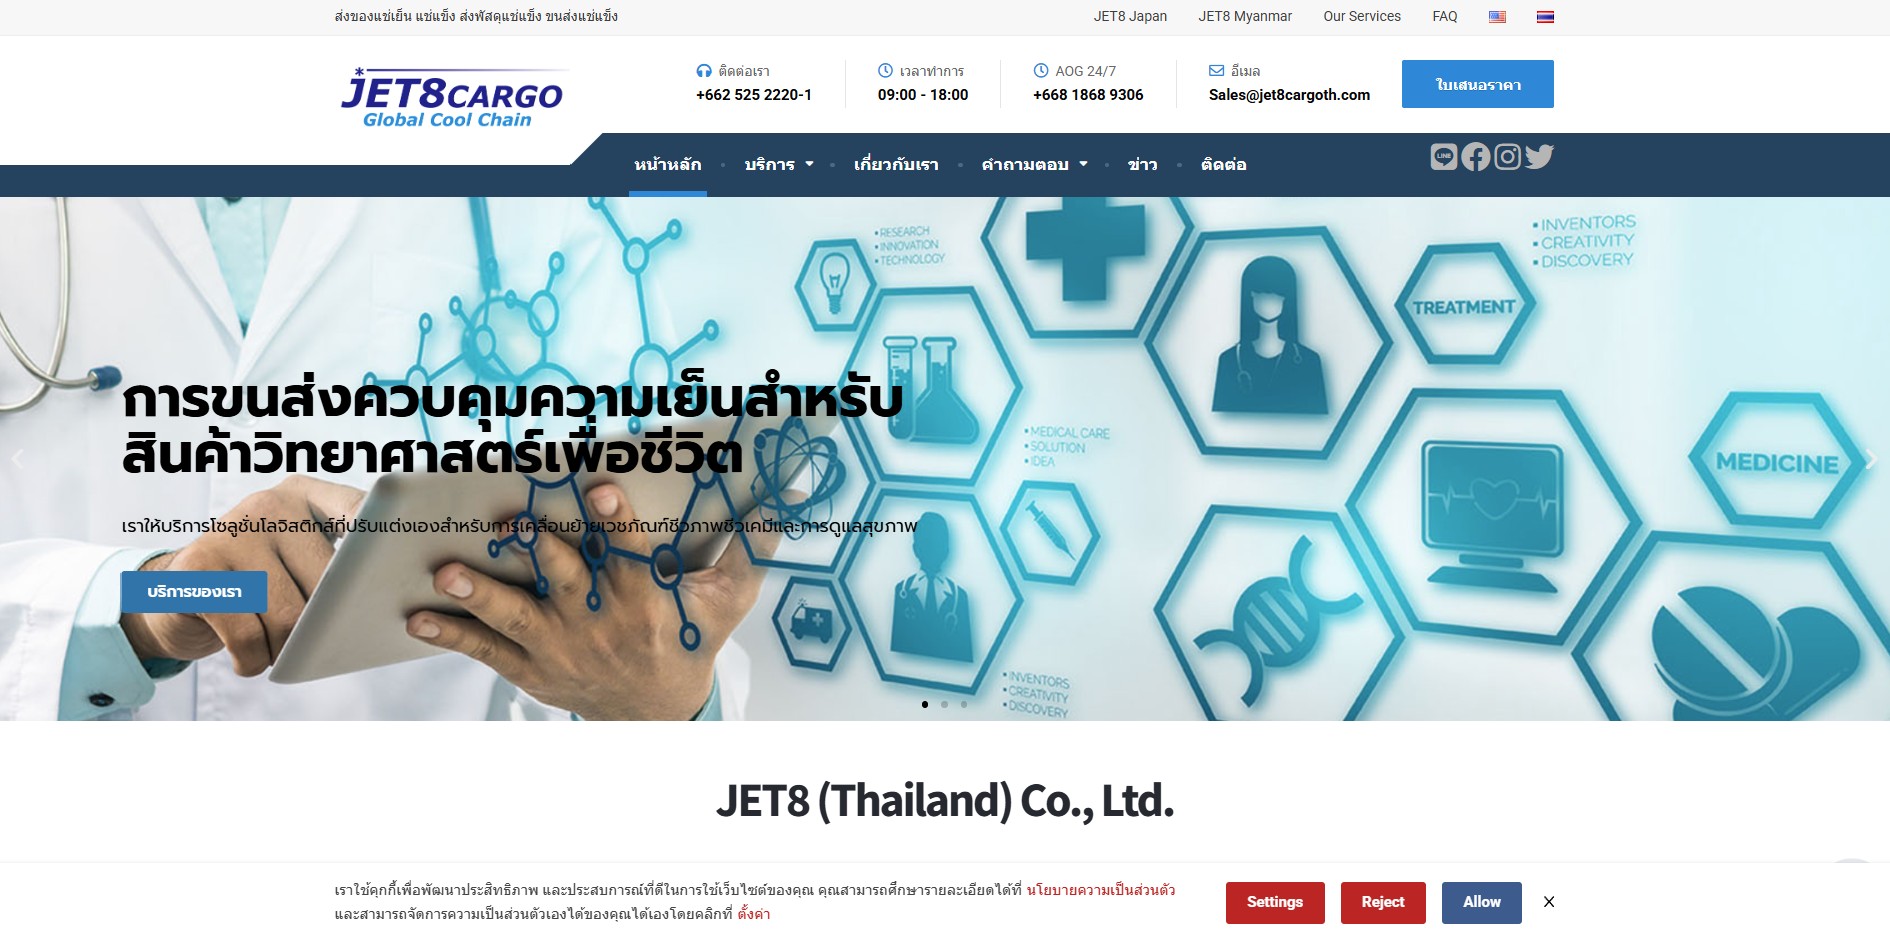 ส่งของแช่เย็น แช่แข็ง ส่งพัสดุแช่แข็ง ขนส่งแช่แข็ง
JET8 Japan
JET8 Myanmar
Our Services
FAQ
JET8 CARGO
Global Cool Chain
ติดต่อเรา
+662 525 2220-1
เวลาทำการ
09:00 - 18:00
AOG 24/7
+668 1868 9306
อีเมล
Sales@jet8cargoth.com
ใบเสนอราคา
หน้าหลัก
บริการ
เกี่ยวกับเรา
คำถามตอบ
ข่าว
ติดต่อ
LINE
• RESEARCH
• INNOVATION
• TECHNOLOGY
• INVENTORS
• CREATIVITY
• DISCOVERY
TREATMENT
การขนส่งควบคุมความเย็นสำหรับ
สินค้าวิทยาศาสตร์เพื่อชีวิต
• MEDICAL CARE
• SOLUTION
• IDEA
MEDICINE
เราให้บริการโซลูชั่นโลจิสติกส์ที่ปรับแต่งเองสำหรับการเคลื่อนย้ายเวชภัณฑ์ชีวภาพชีวเคมีและการดูแลสุขภาพ
บริการของเรา
• INVENTORS
• CREATIVITY
• DISCOVERY
JET8 (Thailand) Co., Ltd.
เราใช้คุกกี้เพื่อพัฒนาประสิทธิภาพ และประสบการณ์ที่ดีในการใช้เว็บไซต์ของคุณ คุณสามารถศึกษารายละเอียดได้ที่ นโยบายความเป็นส่วนตัว
และสามารถจัดการความเป็นส่วนตัวเองได้ของคุณได้เองโดยคลิกที่ ตั้งค่า
Settings
Reject
Allow